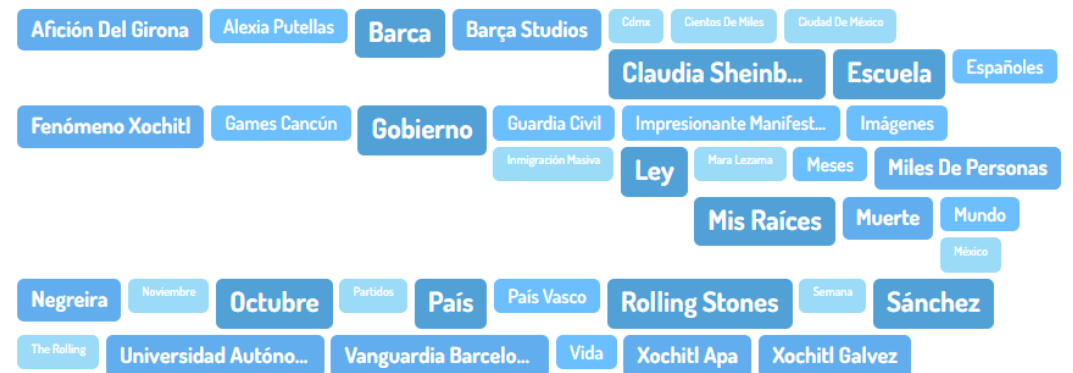 Afición Del Girona Alexia Putellas Barca Barça Studios Cdmx Cientos De Miles Ciudad De México
Claudia Sheinb... Escuela Españoles
Fenómeno Xochitl Games Cancún Gobierno Guardia Civil Impresionante Manifest... Imágenes
Inmigración Masiva Ley Mara Lezama Meses Miles De Personas
Mis Raíces Muerte Mundo
México
Negreira Noviembre Octubre Partidos País País Vasco Rolling Stones Semana Sánchez
The Rolling Universidad Autóno... Vanguardia Barcelo... Vida Xochitl Apa Xochitl Galvez